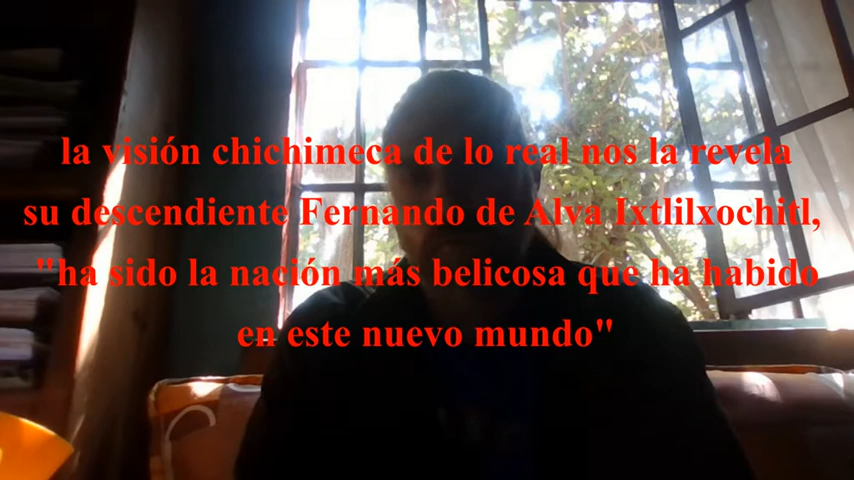 la visión chichimeca de lo real nos la revela
su descendiente Fernando de Alva Ixtlilxochitl,
"ha sido la nación más belicosa que ha habido
en este nuevo mundo"